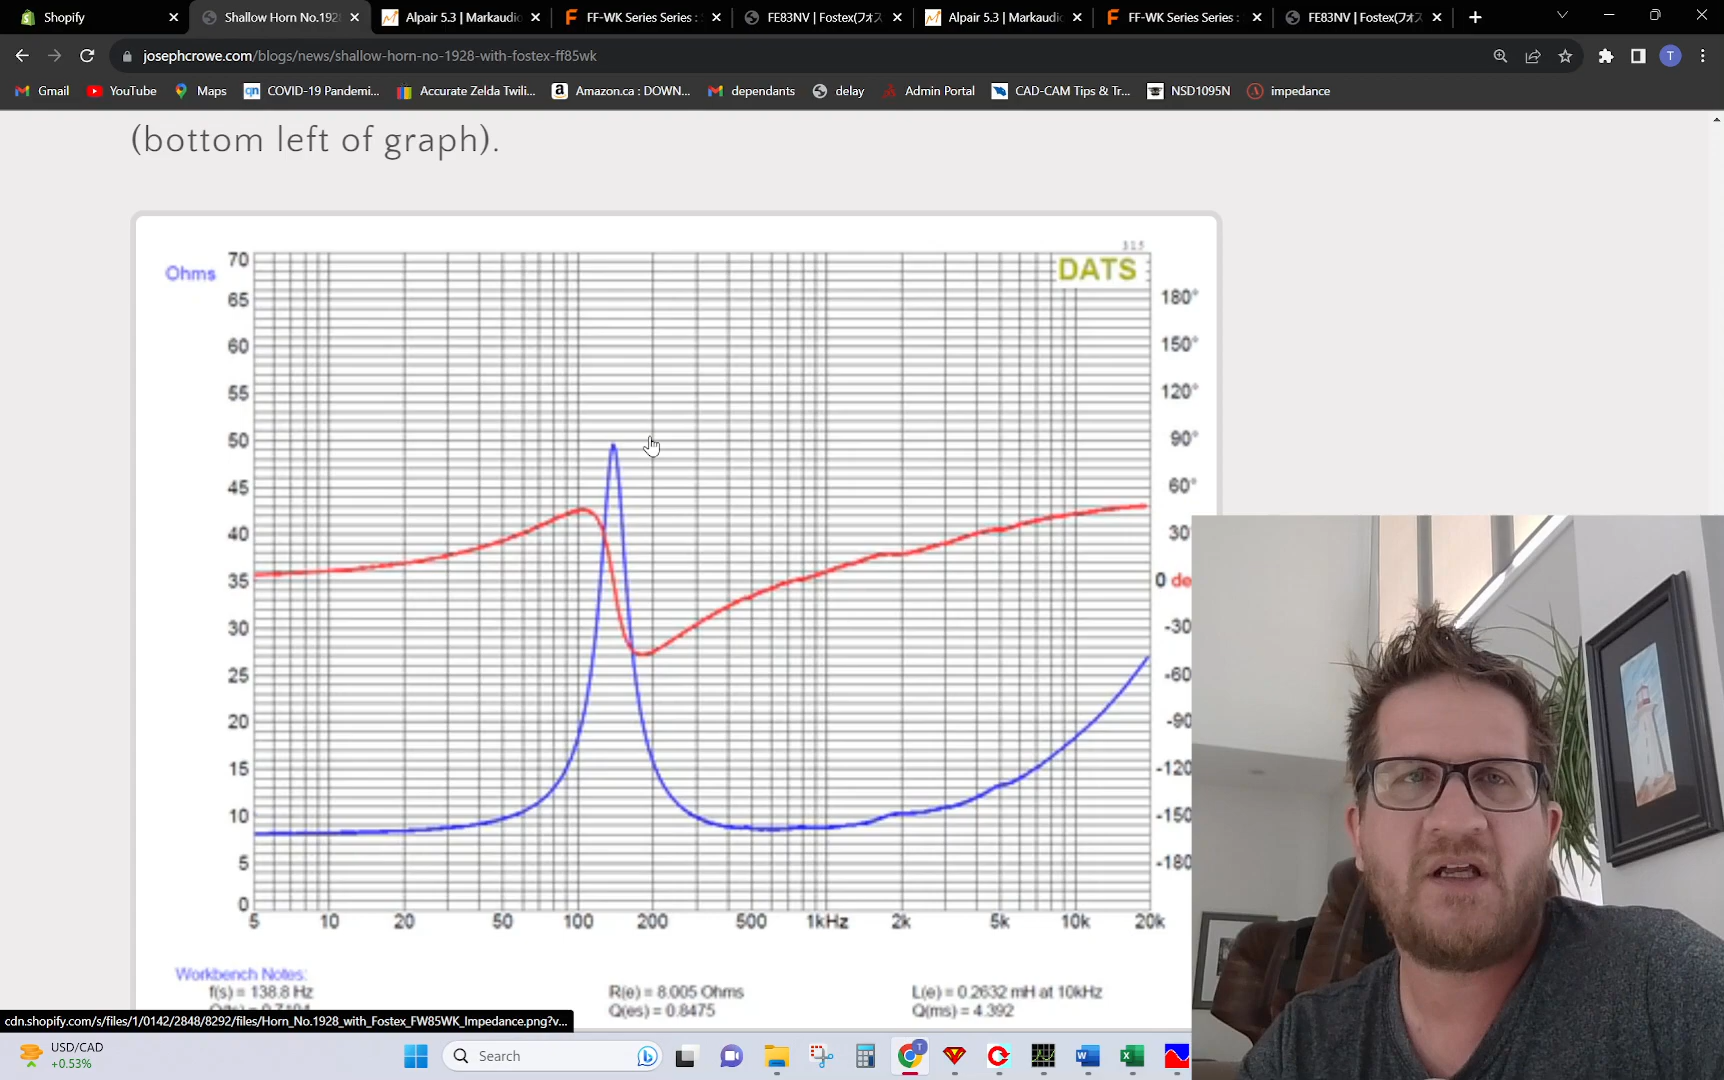 Shopify
Shallow Horn No.192
Alpair 5.3 | Markaudio
FF-WK Series Series :
FE83NV | Fostex(フォス
Alpair 5.3 | Markaudio
FF-WK Series Series :
FE83NV | Fostex(フォス
josephcrowe.com/blogs/news/shallow-horn-no-1928-with-fostex-ff85wk
T
Gmail
YouTube
Maps
qn
COVID-19 Pandemi...
Accurate Zelda Twili...
Amazon.ca : DOWN...
dependants
delay
Admin Portal
CAD-CAM Tips & Tr...
NSD1095N
impedance
(bottom left of graph).
315
Ohms
DATS
70
65
60
55
50
45
40
35
30
25
20
15
10
5
0
180°
150°
120°
90°
60°
30
0 de
-30
-60
-90
-120
-150
-180
5 10 20 50 100 200 500 1kHz 2k 5k 10k 20k
Workbench Notes:
f(s) = 138.8 Hz
R(e) = 8.005 Ohms
L(e) = 0.2632 mH at 10kHz
Q(es) = 0.8475
Q(ms) = 4.392
cdn.shopify.com/s/files/1/0142/2848/8292/files/Horn_No.1928_with_Fostex_FW85WK_Impedance.png?v...
USD/CAD
+0.53%
Search
T